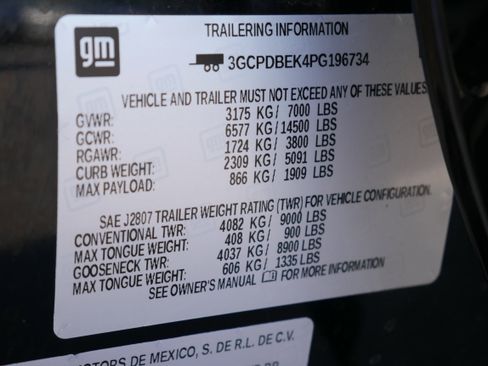 gm
TRAILERING INFORMATION
3GCPDBEK4PG196734
VEHICLE AND TRAILER MUST NOT EXCEED ANY OF THESE VALUES
GVWR: 3175 KG/ 7000 LBS
GCWR: 6577 KG/ 14500 LBS
RGAWR: 1724 KG/ 3800 LBS
CURB WEIGHT: 2309 KG/ 5091 LBS
MAX PAYLOAD: 866 KG/ 1909 LBS
SAE J2807 TRAILER WEIGHT RATING (TWR) FOR VEHICLE CONFIGURATION.
CONVENTIONAL TWR: 4082 KG/ 9000 LBS
MAX TONGUE WEIGHT: 408 KG/ 900 LBS
GOOSENECK TWR: 4037 KG/ 8900 LBS
MAX TONGUE WEIGHT: 606 KG/ 1335 LBS
SEE OWNER'S MANUAL FOR MORE INFORMATION
MOTORS DE MEXICO, S. DE R.L. DE C.V.